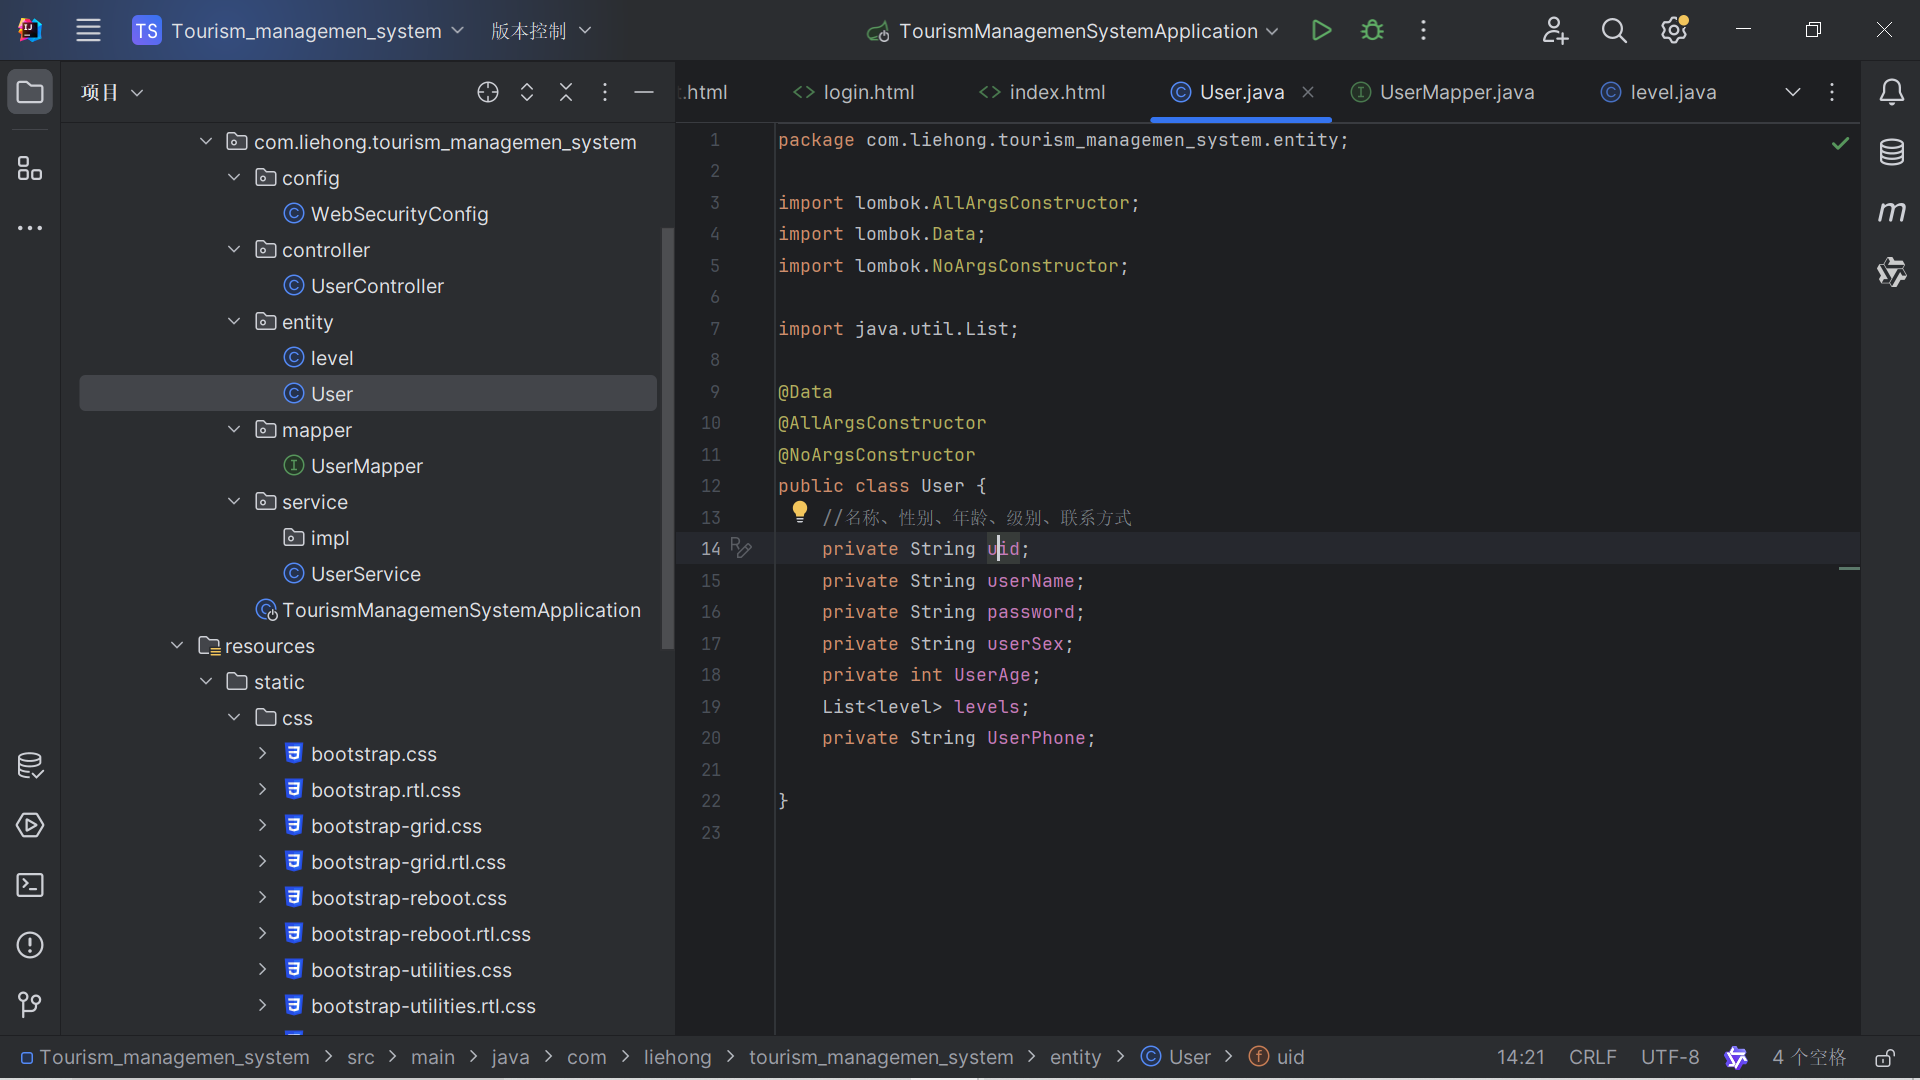 TS Tourism_managemen_system 版本控制 TourismManagemenSystemApplication
项目
.html login.html index.html User.java UserMapper.java level.java
com.liehong.tourism_managemen_system
config
WebSecurityConfig
controller
UserController
entity
level
User
mapper
UserMapper
service
impl
UserService
TourismManagemenSystemApplication
resources
static
css
bootstrap.css
bootstrap.rtl.css
bootstrap-grid.css
bootstrap-grid.rtl.css
bootstrap-reboot.css
bootstrap-reboot.rtl.css
bootstrap-utilities.css
bootstrap-utilities.rtl.css
1 package com.liehong.tourism_managemen_system.entity;
2
3 import lombok.AllArgsConstructor;
4 import lombok.Data;
5 import lombok.NoArgsConstructor;
6
7 import java.util.List;
8
9 @Data
10 @AllArgsConstructor
11 @NoArgsConstructor
12 public class User {
13 //名称、性别、年龄、级别、联系方式
14 private String uid;
15 private String userName;
16 private String password;
17 private String userSex;
18 private int UserAge;
19 List<level> levels;
20 private String UserPhone;
21
22 }
23
Tourism_managemen_system > src > main > java > com > liehong > tourism_managemen_system > entity > User > uid 14:21 CRLF UTF-8 4 个空格